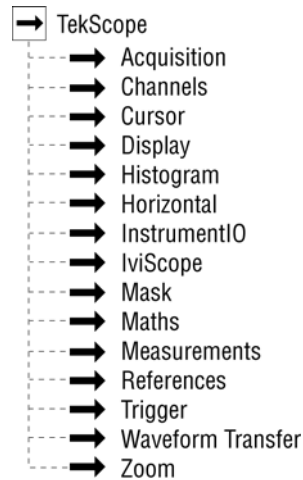 TekScope
Acquisition
Channels
Cursor
Display
Histogram
Horizontal
InstrumentIO
IviScope
Mask
Maths
Measurements
References
Trigger
Waveform Transfer
Zoom